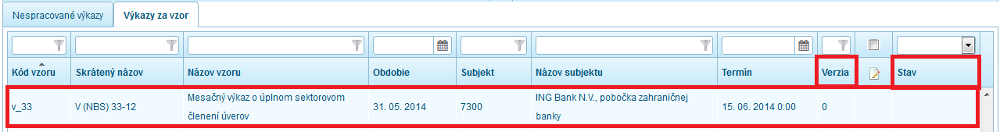 Nespracované výkazy Výkazy za vzor
Kód vzoru Skrátený názov Názov vzoru Obdobie Subjekt Názov subjektu Termín Verzia Stav
v_33 V (NBS) 33-12 Mesačný výkaz o úplnom sektorovom členení úverov 31. 05. 2014 7300 ING Bank N.V., pobočka zahraničnej banky 15. 06. 2014 0:00 0